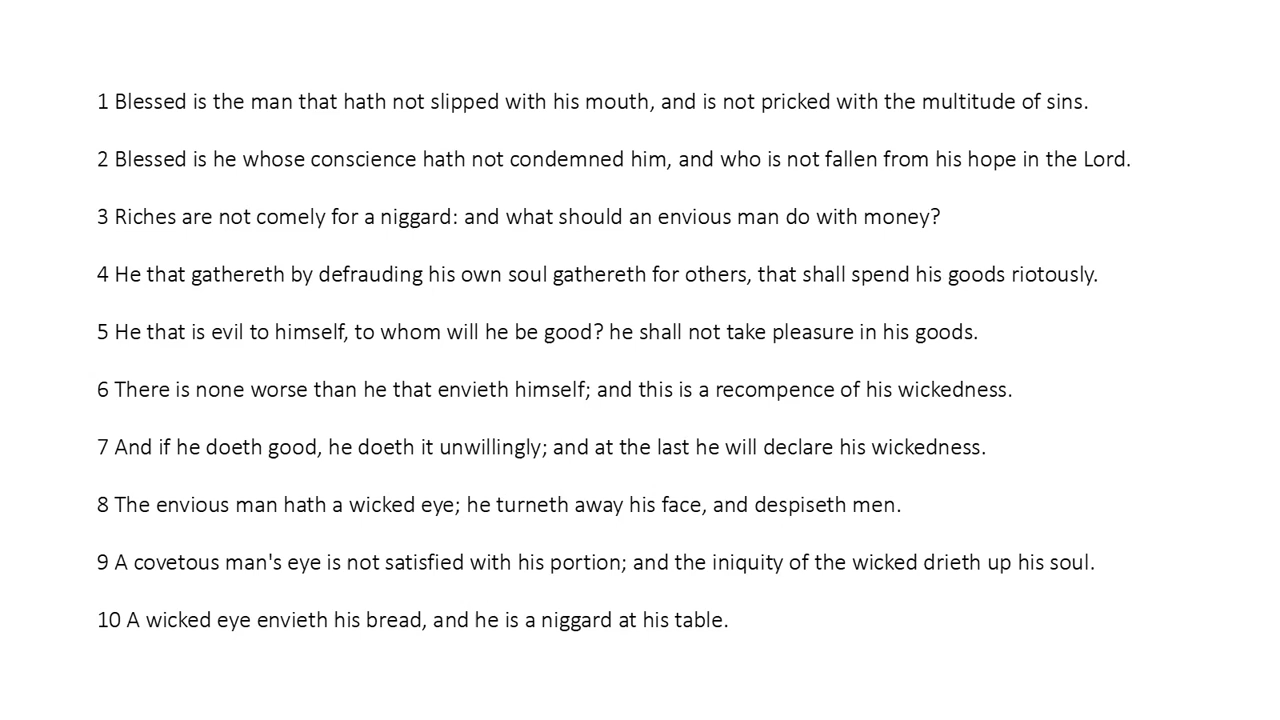 1 Blessed is the man that hath not slipped with his mouth, and is not pricked with the multitude of sins.
2 Blessed is he whose conscience hath not condemned him, and who is not fallen from his hope in the Lord.
3 Riches are not comely for a niggard: and what should an envious man do with money?
4 He that gathereth by defrauding his own soul gathereth for others, that shall spend his goods riotously.
5 He that is evil to himself, to whom will he be good? he shall not take pleasure in his goods.
6 There is none worse than he that envieth himself; and this is a recompence of his wickedness.
7 And if he doeth good, he doeth it unwillingly; and at the last he will declare his wickedness.
8 The envious man hath a wicked eye; he turneth away his face, and despiseth men.
9 A covetous man's eye is not satisfied with his portion; and the iniquity of the wicked drieth up his soul.
10 A wicked eye envieth his bread, and he is a niggard at his table.